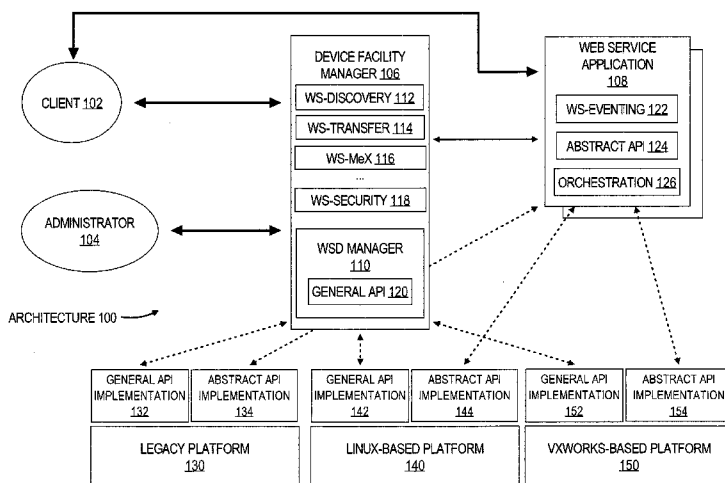 DEVICE FACILITY
MANAGER 106
WS-DISCOVERY 112
WS-TRANSFER 114
WS-MeX 116
...
WS-SECURITY 118
WSD MANAGER
110
GENERAL API 120
WEB SERVICE
APPLICATION
108
WS-EVENTING 122
ABSTRACT API 124
ORCHESTRATION 126
CLIENT 102
ADMINISTRATOR
104
ARCHITECTURE 100
GENERAL API
IMPLEMENTATION
132
ABSTRACT API
IMPLEMENTATION
134
LEGACY PLATFORM
130
GENERAL API
IMPLEMENTATION
142
ABSTRACT API
IMPLEMENTATION
144
LINUX-BASED PLATFORM
140
GENERAL API
IMPLEMENTATION
152
ABSTRACT API
IMPLEMENTATION
154
VXWORKS-BASED PLATFORM
150